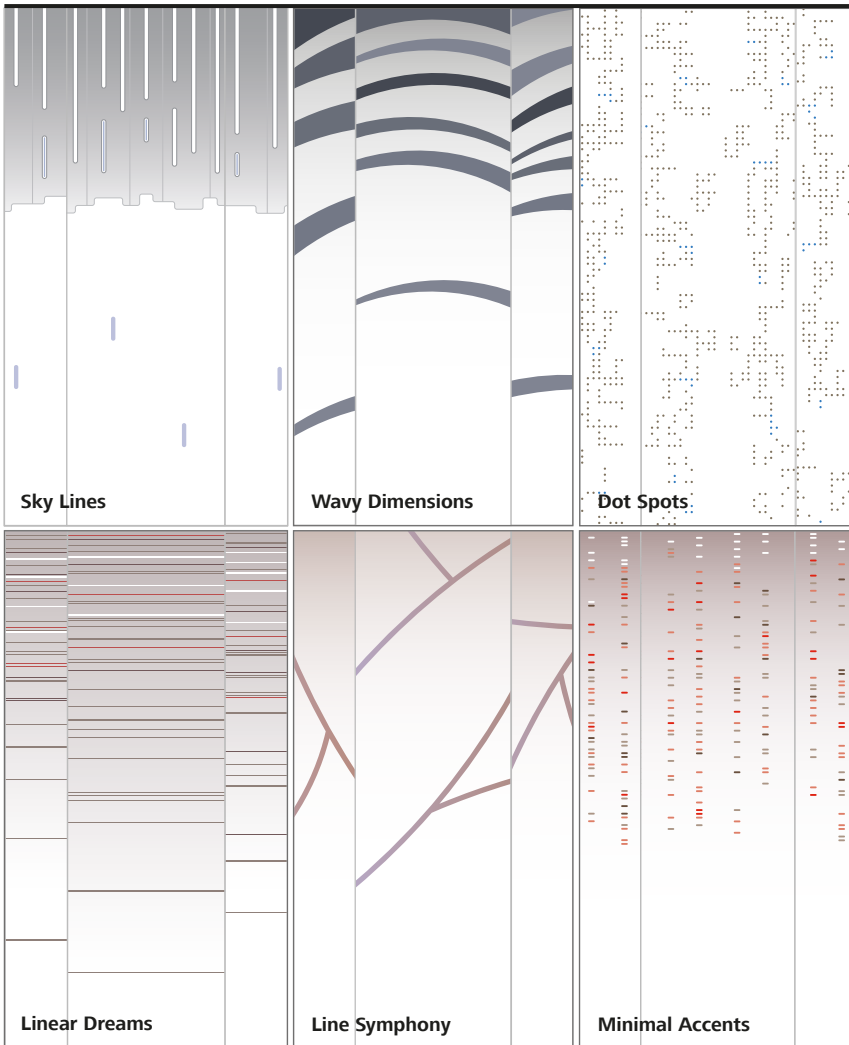 Sky Lines
Wavy Dimensions
Dot Spots
Linear Dreams
Line Symphony
Minimal Accents